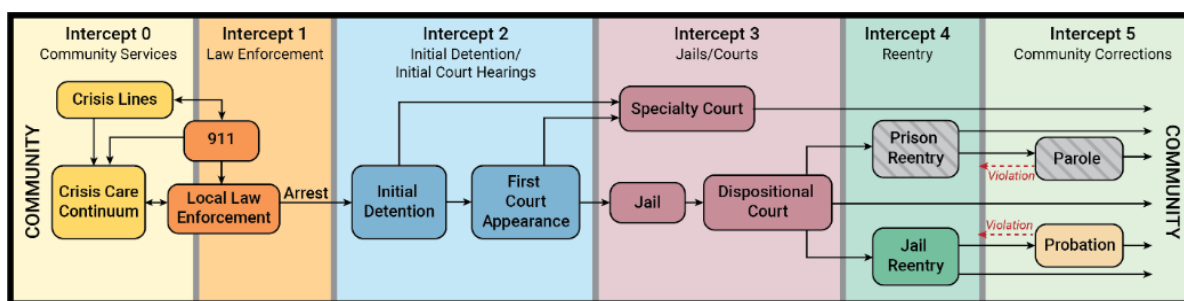 Intercept 0
Community Services
Intercept 1
Law Enforcement
Intercept 2
Initial Detention/
Initial Court Hearings
Intercept 3
Jails/Courts
Intercept 4
Reentry
Intercept 5
Community Corrections
COMMUNITY
Crisis Lines
911
Crisis Care
Continuum
Local Law
Enforcement
Arrest
Initial
Detention
First
Court
Appearance
Specialty Court
Jail
Dispositional
Court
Prison
Reentry
Violation
Parole
Jail
Reentry
Violation
Probation
COMMUNITY